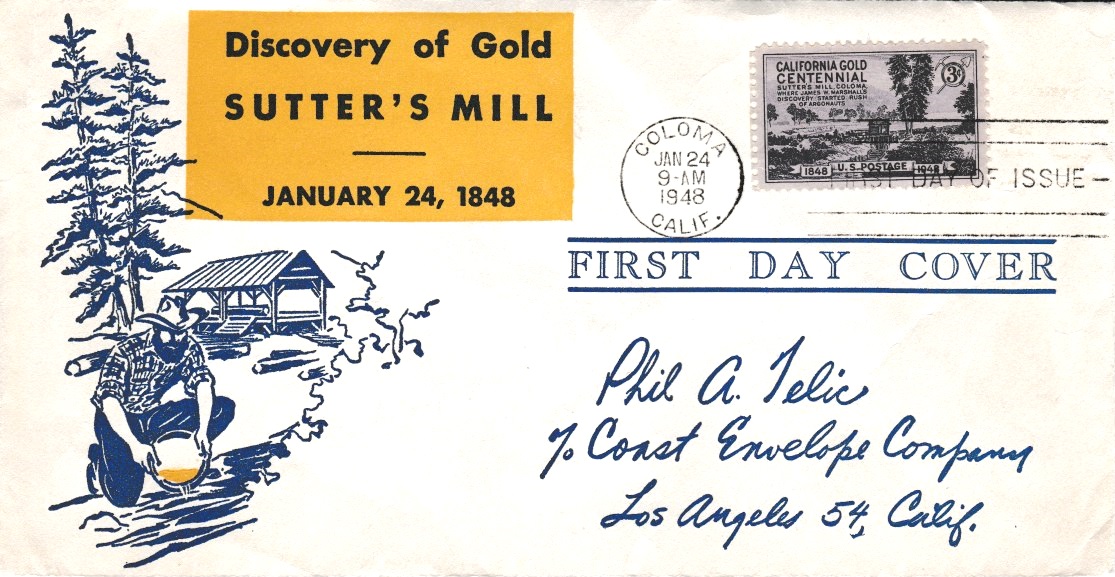 Discovery of Gold
SUTTER'S MILL
JANUARY 24, 1848
CALIFORNIA GOLD
CENTENNIAL
SUTTER'S MILL, COLOMA,
WHERE JAMES W. MARSHALL'S
DISCOVERY STARTED RUSH
OF ARGONAUTS
3¢
1848 U.S. POSTAGE 1948
COLOMA
JAN 24
9-AM
1948
CALIF.
FIRST DAY OF ISSUE
FIRST DAY COVER
Phil A. Telic
c/o Coast Envelope Company
Los Angeles 54, Calif.